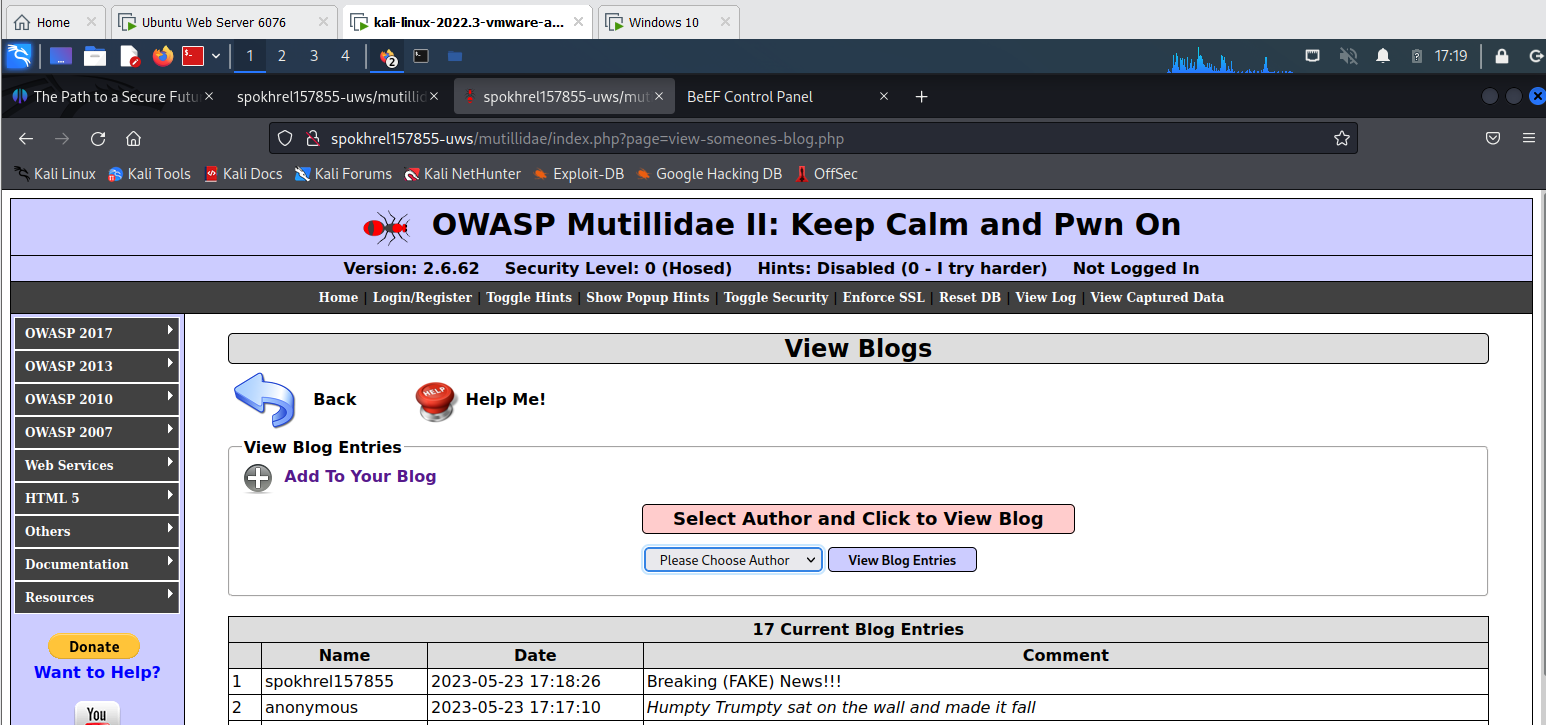 Home Ubuntu Web Server 6076 kali-linux-2022.3-vmware-a... Windows 10
1 2 3 4 2 17:19
The Path to a Secure Futu spokhrel157855-uws/mutillid spokhrel157855-uws/mut BeEF Control Panel
spokhrel157855-uws/mutillidae/index.php?page=view-someones-blog.php
Kali Linux Kali Tools Kali Docs Kali Forums Kali NetHunter Exploit-DB Google Hacking DB OffSec
OWASP Mutillidae II: Keep Calm and Pwn On
Version: 2.6.62 Security Level: 0 (Hosed) Hints: Disabled (0 - I try harder) Not Logged In
Home | Login/Register | Toggle Hints | Show Popup Hints | Toggle Security | Enforce SSL | Reset DB | View Log | View Captured Data
OWASP 2017
OWASP 2013
OWASP 2010
OWASP 2007
Web Services
HTML 5
Others
Documentation
Resources
Donate
Want to Help?
You
View Blogs
Back HELP Help Me!
View Blog Entries
Add To Your Blog
Select Author and Click to View Blog
Please Choose Author View Blog Entries
17 Current Blog Entries
Name Date Comment
1 spokhrel157855 2023-05-23 17:18:26 Breaking (FAKE) News!!!
2 anonymous 2023-05-23 17:17:10 Humpty Trumpty sat on the wall and made it fall